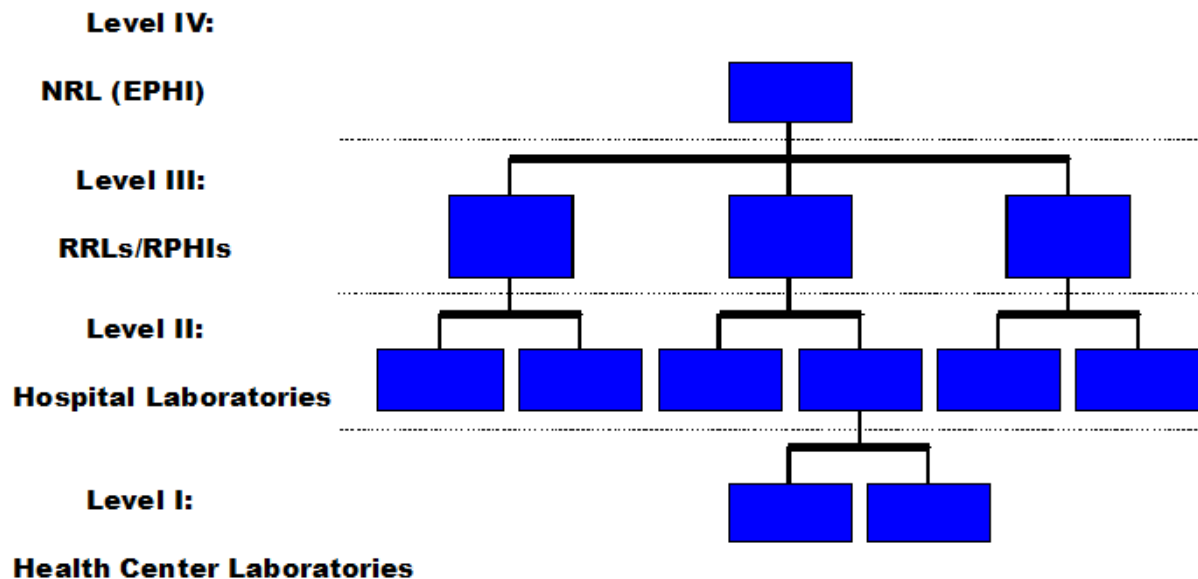 Level IV:
NRL (EPHI)
Level III:
RRLs/RPHIs
Level II:
Hospital Laboratories
Level I:
Health Center Laboratories